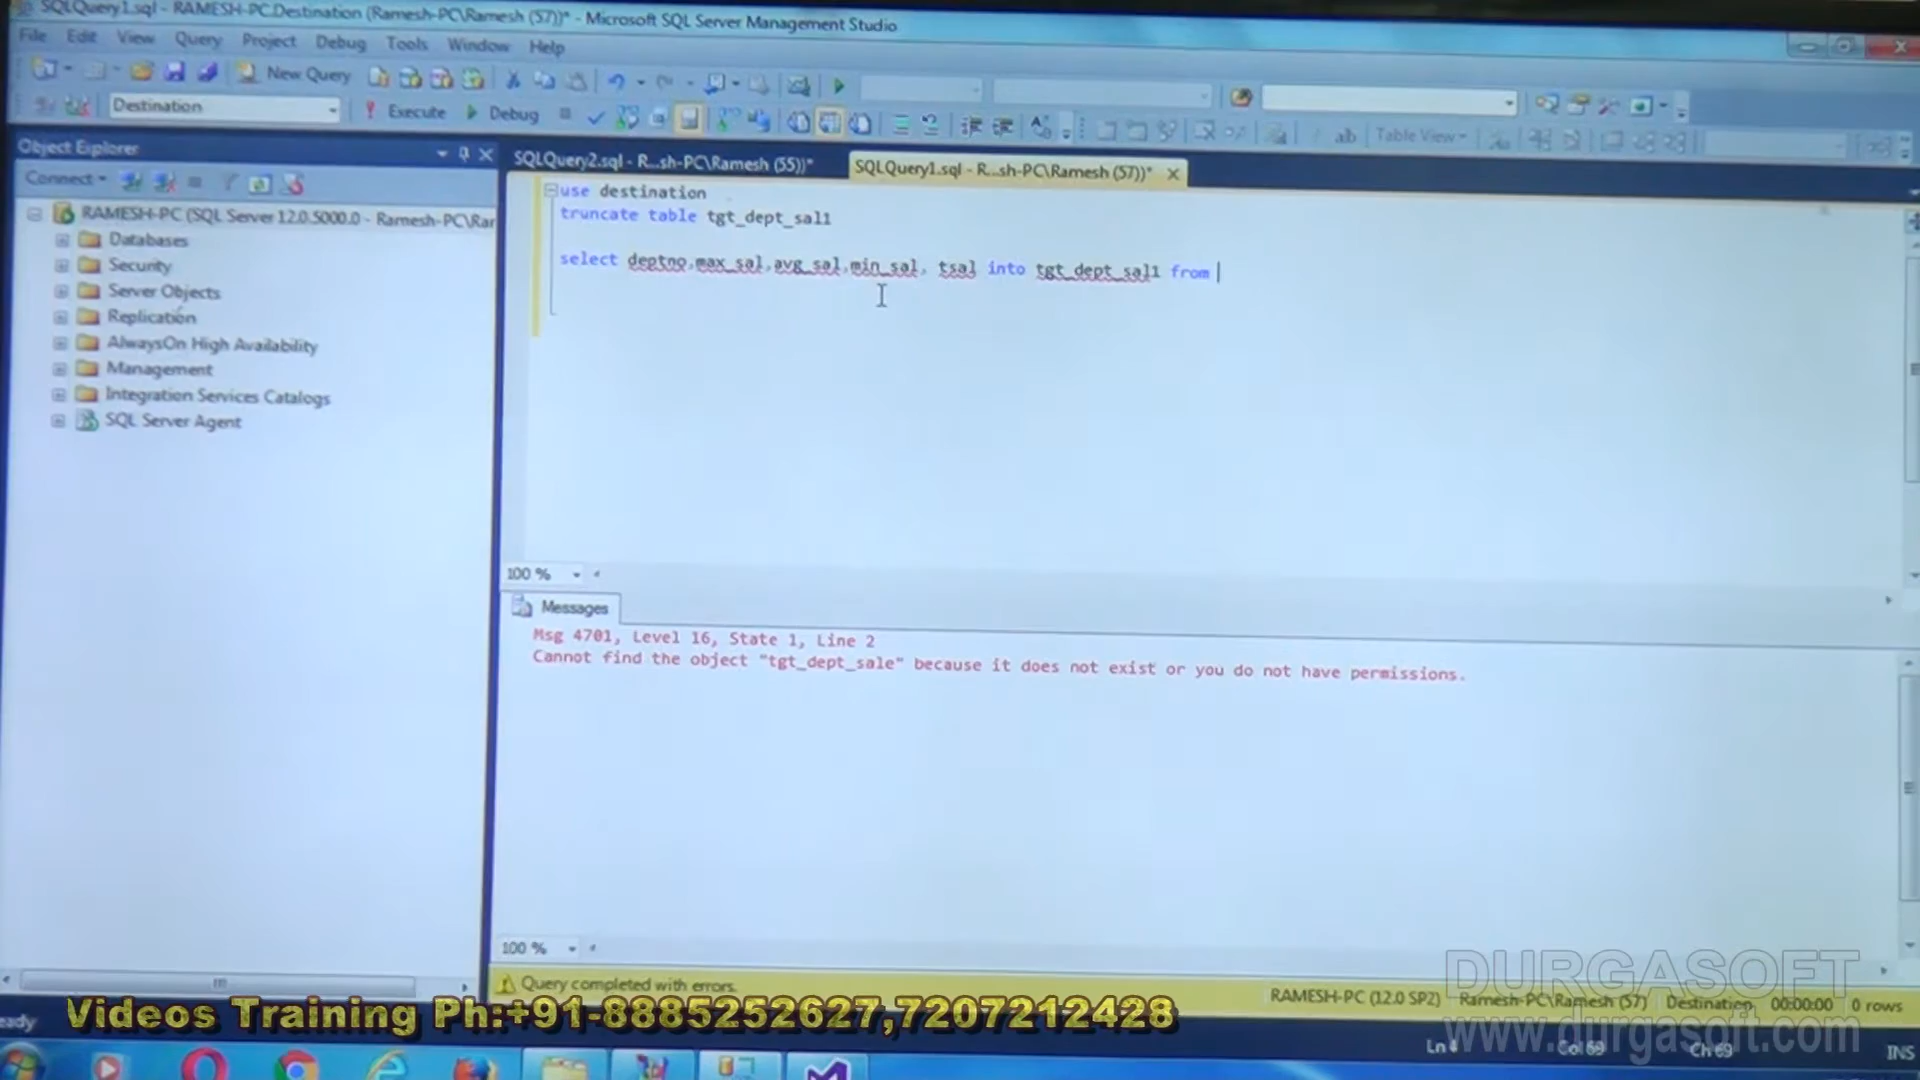 SQLQuery1.sql - RAMESH-PC.Destination (Ramesh-PC\Ramesh (57))* - Microsoft SQL Server Management Studio
File Edit View Query Project Debug Tools Window Help
New Query
Destination Execute Debug Table View
Object Explorer
SQLQuery2.sql - R...sh-PC\Ramesh (55))* SQLQuery1.sql - R...sh-PC\Ramesh (57))*
Connect
RAMESH-PC (SQL Server 12.0.5000.0 - Ramesh-PC\Rar
Databases
Security
Server Objects
Replication
AlwaysOn High Availability
Management
Integration Services Catalogs
SQL Server Agent
use destination
truncate table tgt_dept_sal1
select deptno,max_sal,avg_sal,min_sal, tsal into tgt_dept_sal1 from
100 %
Messages
Msg 4701, Level 16, State 1, Line 2
Cannot find the object "tgt_dept_sale" because it does not exist or you do not have permissions.
100 %
Query completed with errors.
RAMESH-PC (12.0 SP2) Ramesh-PC\Ramesh (57) Destination 00:00:00 0 rows
eady Ln 4 Col 69 Ch 69 INS
Videos Training Ph:+91-8885252627,7207212428
DURGASOFT
www.durgasoft.com